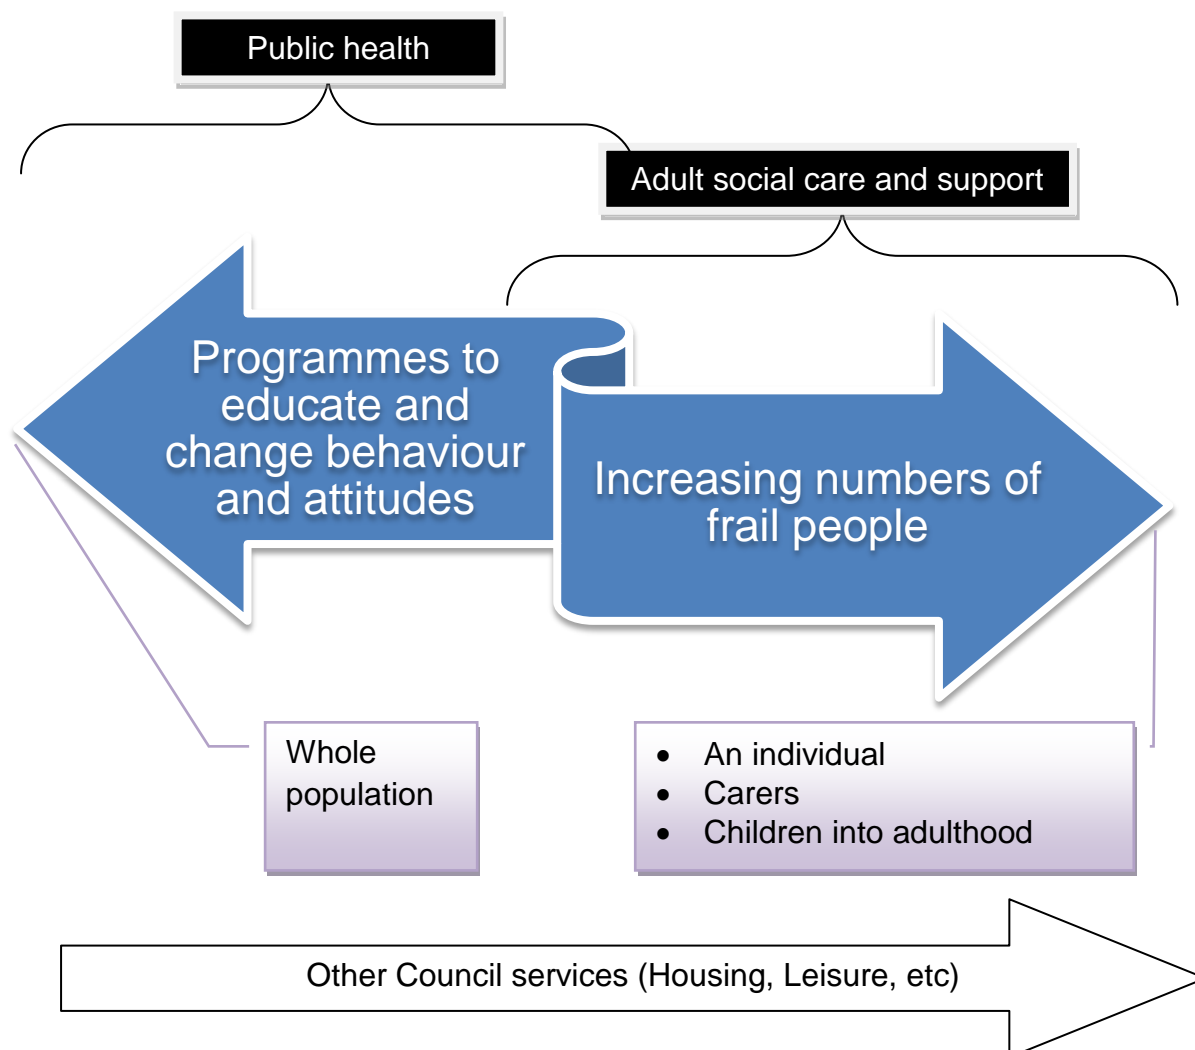 Public health
Adult social care and support
Programmes to
educate and
change behaviour
and attitudes
Increasing numbers of
frail people
Whole
population
• An individual
• Carers
• Children into adulthood
Other Council services (Housing, Leisure, etc)